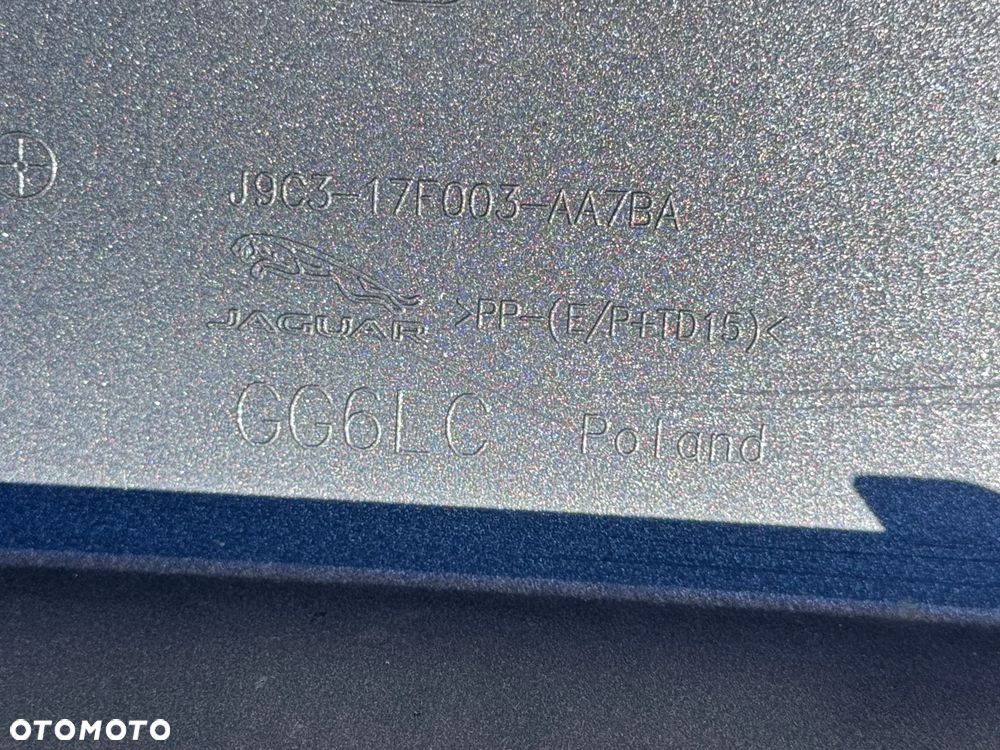 J9C3-17F003-AA7BA
JAGUAR >PP-(E/P+TD15)<
GG6LC Poland
OTOMOTO